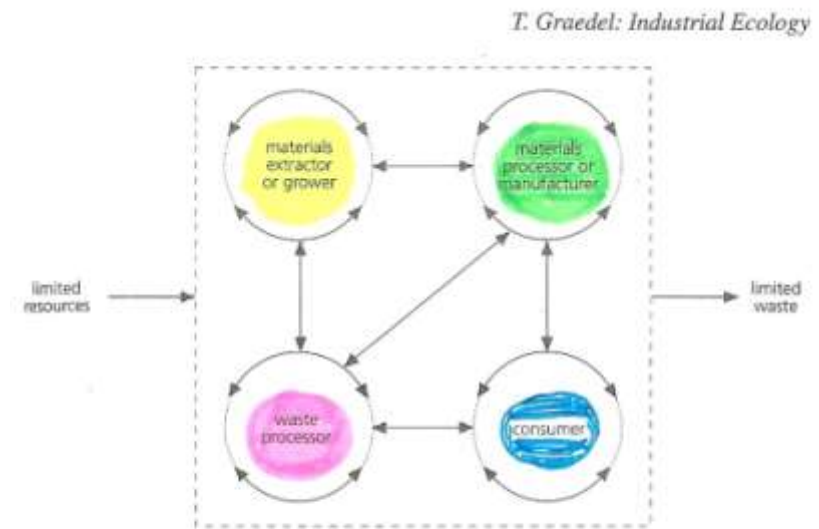 T. Graedel: Industrial Ecology
materials
extractor
or grower
materials
processor or
manufacturer
limited
resources
limited
waste
waste
processor
consumer